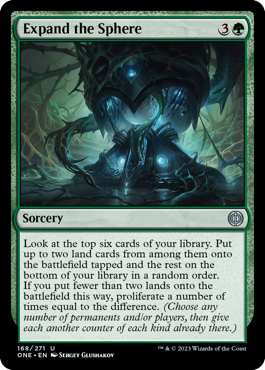 Expand the Sphere 3
Sorcery
Look at the top six cards of your library. Put
up to two land cards from among them onto
the battlefield tapped and the rest on the
bottom of your library in a random order.
If you put fewer than two lands onto the
battlefield this way, proliferate a number of
times equal to the difference. (Choose any
number of permanents and/or players, then give
each another counter of each kind already there.)
168/271 U
ONE • EN Sergey Glushakov ™ & © 2023 Wizards of the Coast